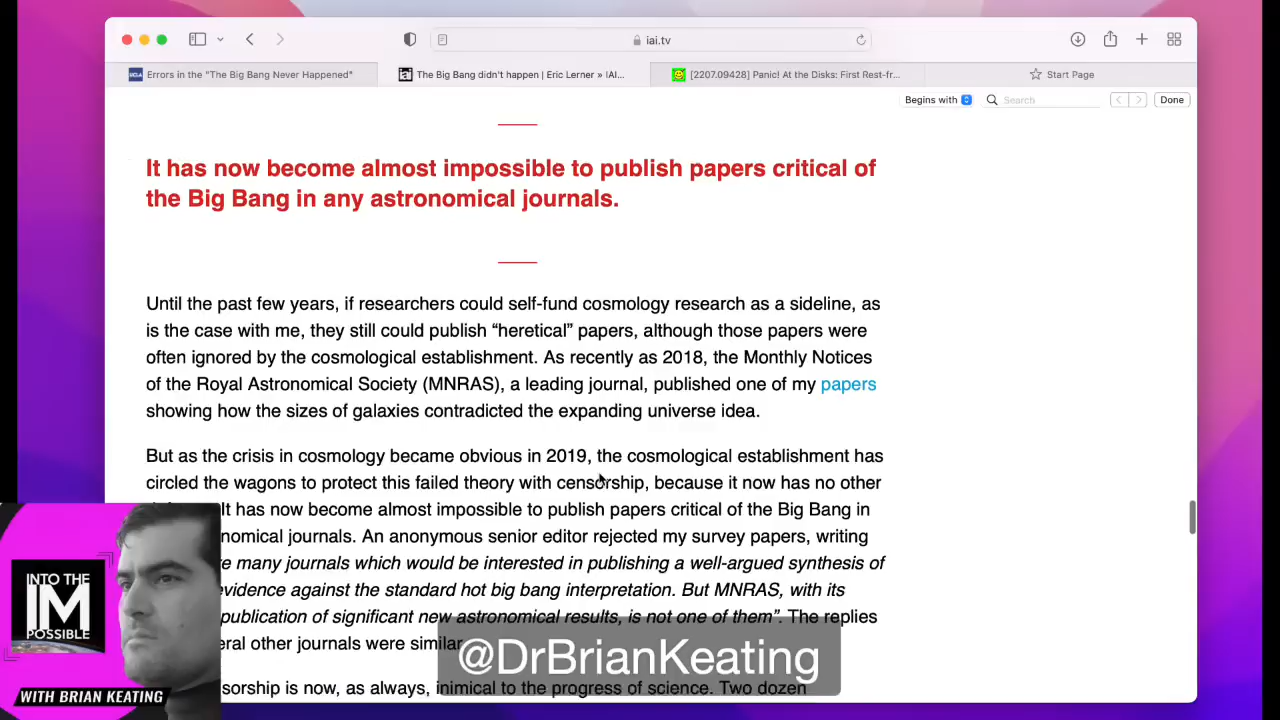 iai.tv
UCLA Errors in the "The Big Bang Never Happened"
The Big Bang didn't happen | Eric Lerner » IAI...
[2207.09428] Panic! At the Disks: First Rest-fr...
Start Page
Begins with
Search
Done
It has now become almost impossible to publish papers critical of
the Big Bang in any astronomical journals.
Until the past few years, if researchers could self-fund cosmology research as a sideline, as
is the case with me, they still could publish “heretical” papers, although those papers were
often ignored by the cosmological establishment. As recently as 2018, the Monthly Notices
of the Royal Astronomical Society (MNRAS), a leading journal, published one of my papers
showing how the sizes of galaxies contradicted the expanding universe idea.
But as the crisis in cosmology became obvious in 2019, the cosmological establishment has
circled the wagons to protect this failed theory with censorship, because it now has no other
It has now become almost impossible to publish papers critical of the Big Bang in
nomical journals. An anonymous senior editor rejected my survey papers, writing
many journals which would be interested in publishing a well-argued synthesis of
evidence against the standard hot big bang interpretation. But MNRAS, with its
publication of significant new astronomical results, is not one of them”. The replies
eral other journals were similar
sorship is now, as always, inimical to the progress of science. Two dozen
INTO THE
IM
POSSIBLE
WITH BRIAN KEATING
@DrBrianKeating